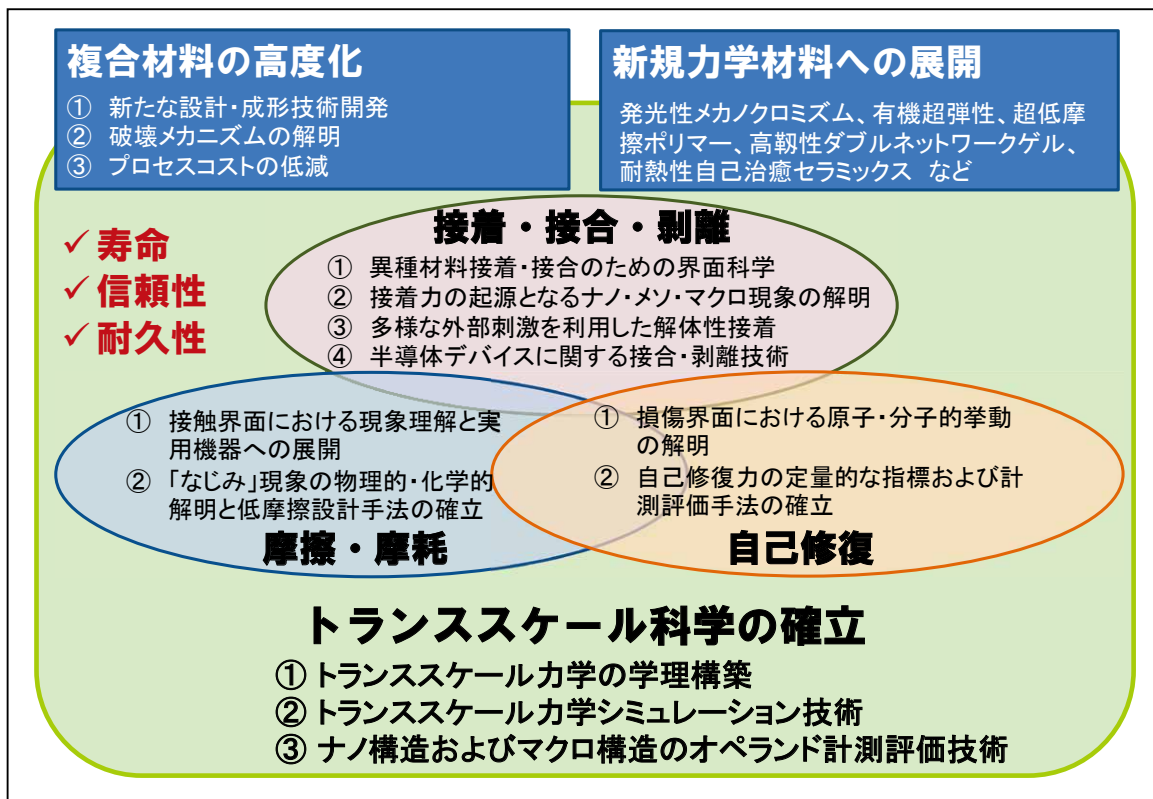 複合材料の高度化
① 新たな設計・成形技術開発
② 破壊メカニズムの解明
③ プロセスコストの低減
新規力学材料への展開
発光性メカノクロミズム、有機超弾性、超低摩
擦ポリマー、高靭性ダブルネットワークゲル、
耐熱性自己治癒セラミックス など
✓寿命
✓信頼性
✓耐久性
接着・接合・剥離
① 異種材料接着・接合のための界面科学
② 接着力の起源となるナノ・メソ・マクロ現象の解明
③ 多様な外部刺激を利用した解体性接着
④ 半導体デバイスに関する接合・剥離技術
① 接触界面における現象理解と実
用機器への展開
② 「なじみ」現象の物理的・化学的
解明と低摩擦設計手法の確立
摩擦・摩耗
① 損傷界面における原子・分子的挙動
の解明
② 自己修復力の定量的な指標および計
測評価手法の確立
自己修復
トランススケール科学の確立
① トランススケール力学の学理構築
② トランススケール力学シミュレーション技術
③ ナノ構造およびマクロ構造のオペランド計測評価技術